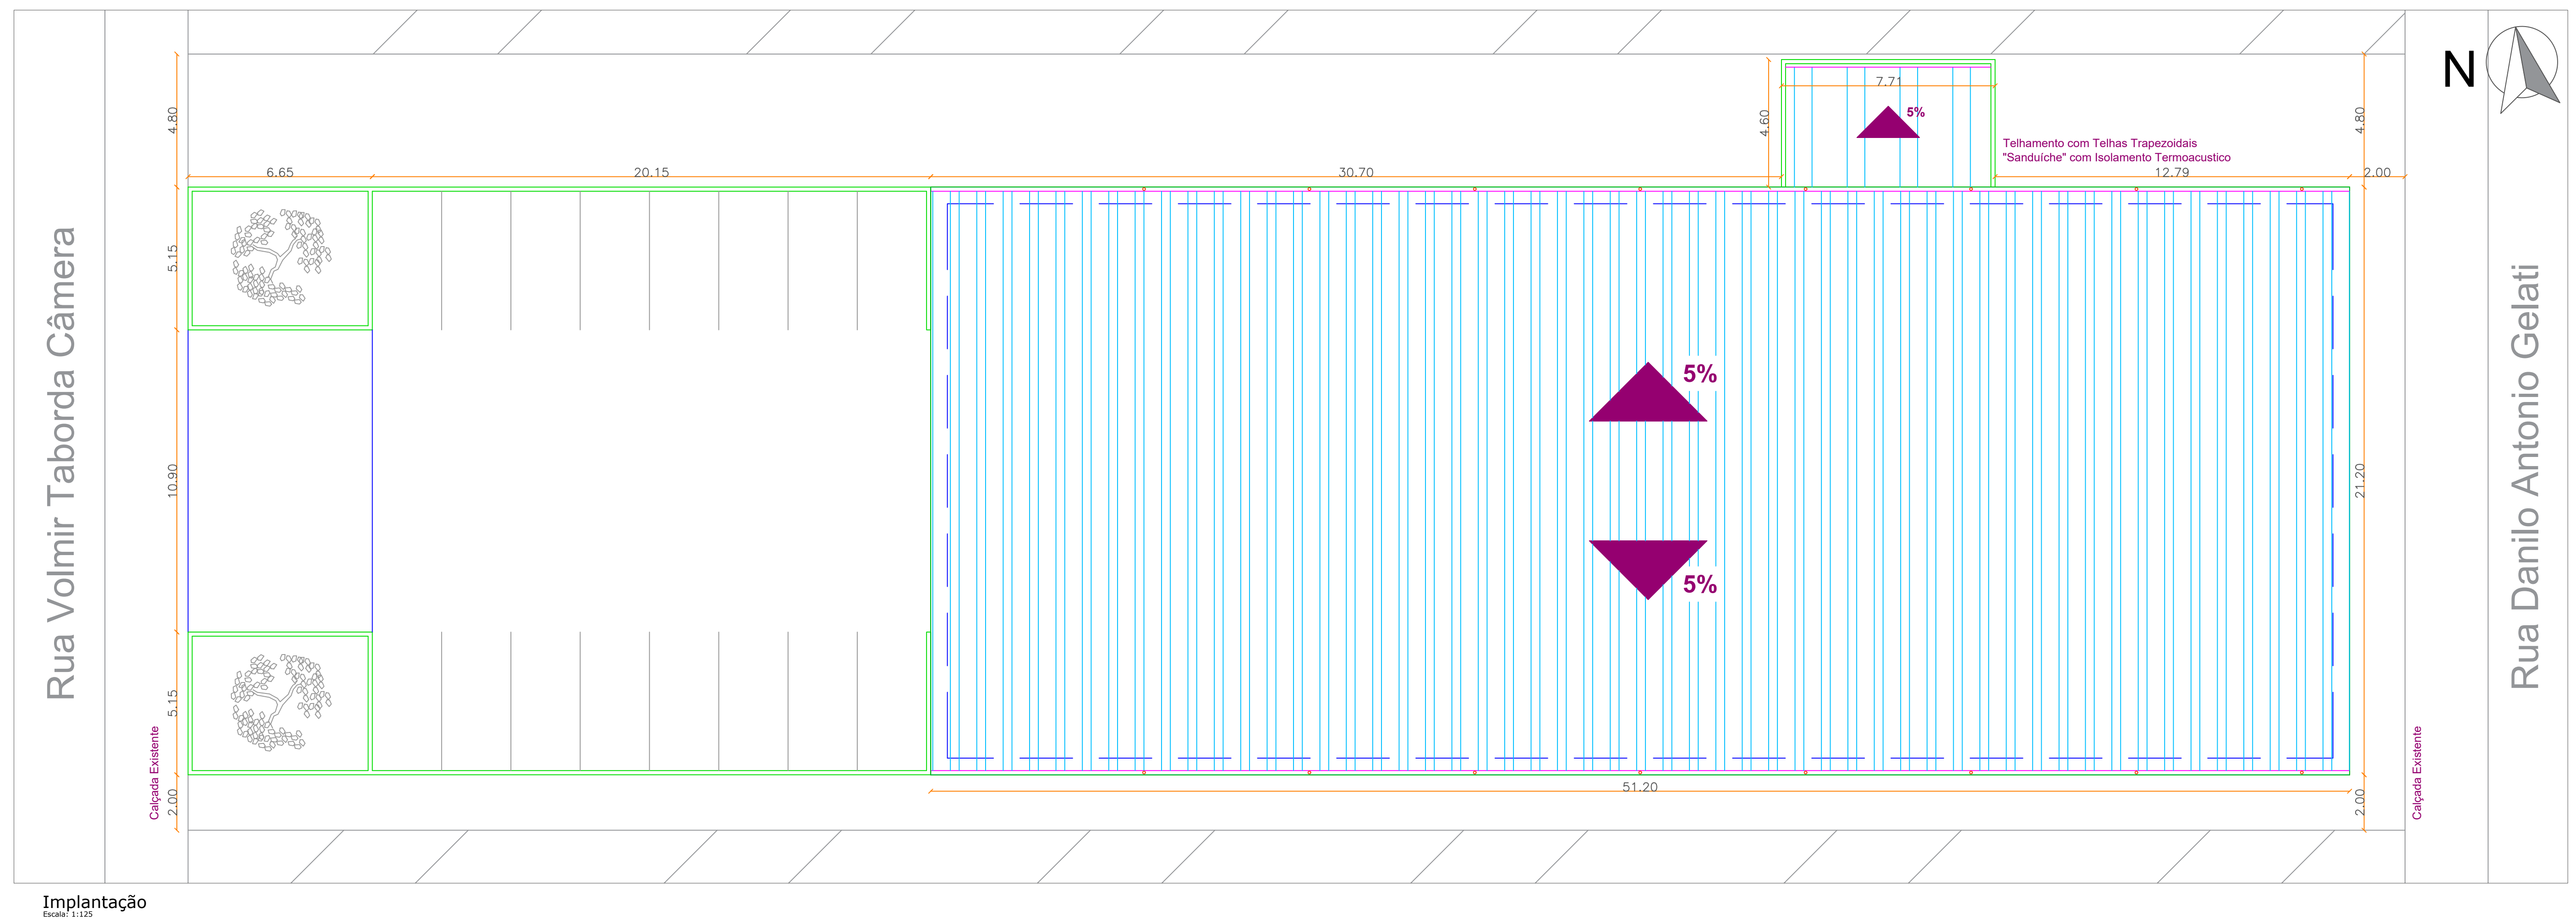 N
4.80
7.71
5%
4.60
4.80
Telhamento com Telhas Trapezoidais
"Sanduíche" com Isolamento Termoacustico
6.65
20.15
30.70
12.79
2.00
Rua Volmir Taborda Câmera
5.15
10.90
5.15
2.00
Calçada Existente
5%
5%
51.20
21.20
2.00
Calçada Existente
Rua Danilo Antonio Gelati
Implantação
Escala: 1:125